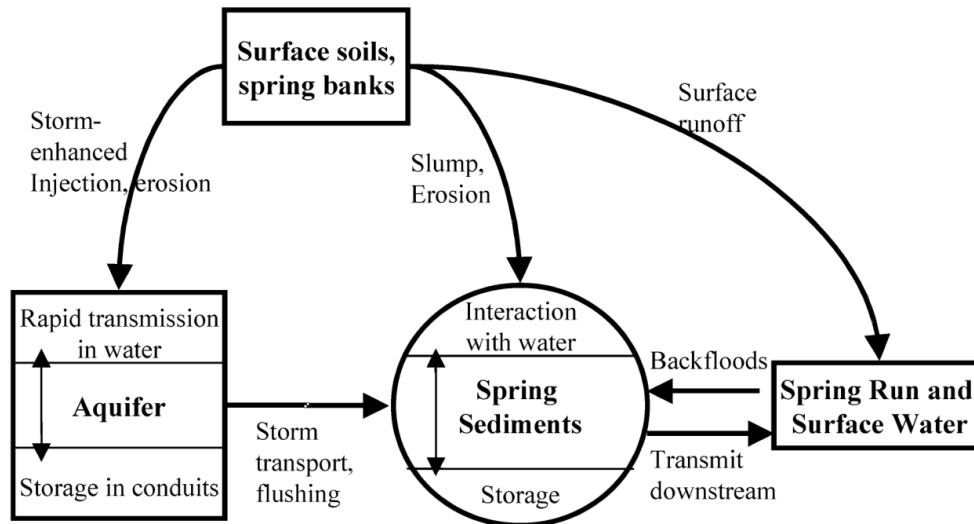 Surface soils,
spring banks
Storm-
enhanced
Injection, erosion
Slump,
Erosion
Surface
runoff
Rapid transmission
in water
Aquifer
Storage in conduits
Storm
transport,
flushing
Interaction
with water
Spring
Sediments
Storage
Backfloods
Transmit
downstream
Spring Run and
Surface Water